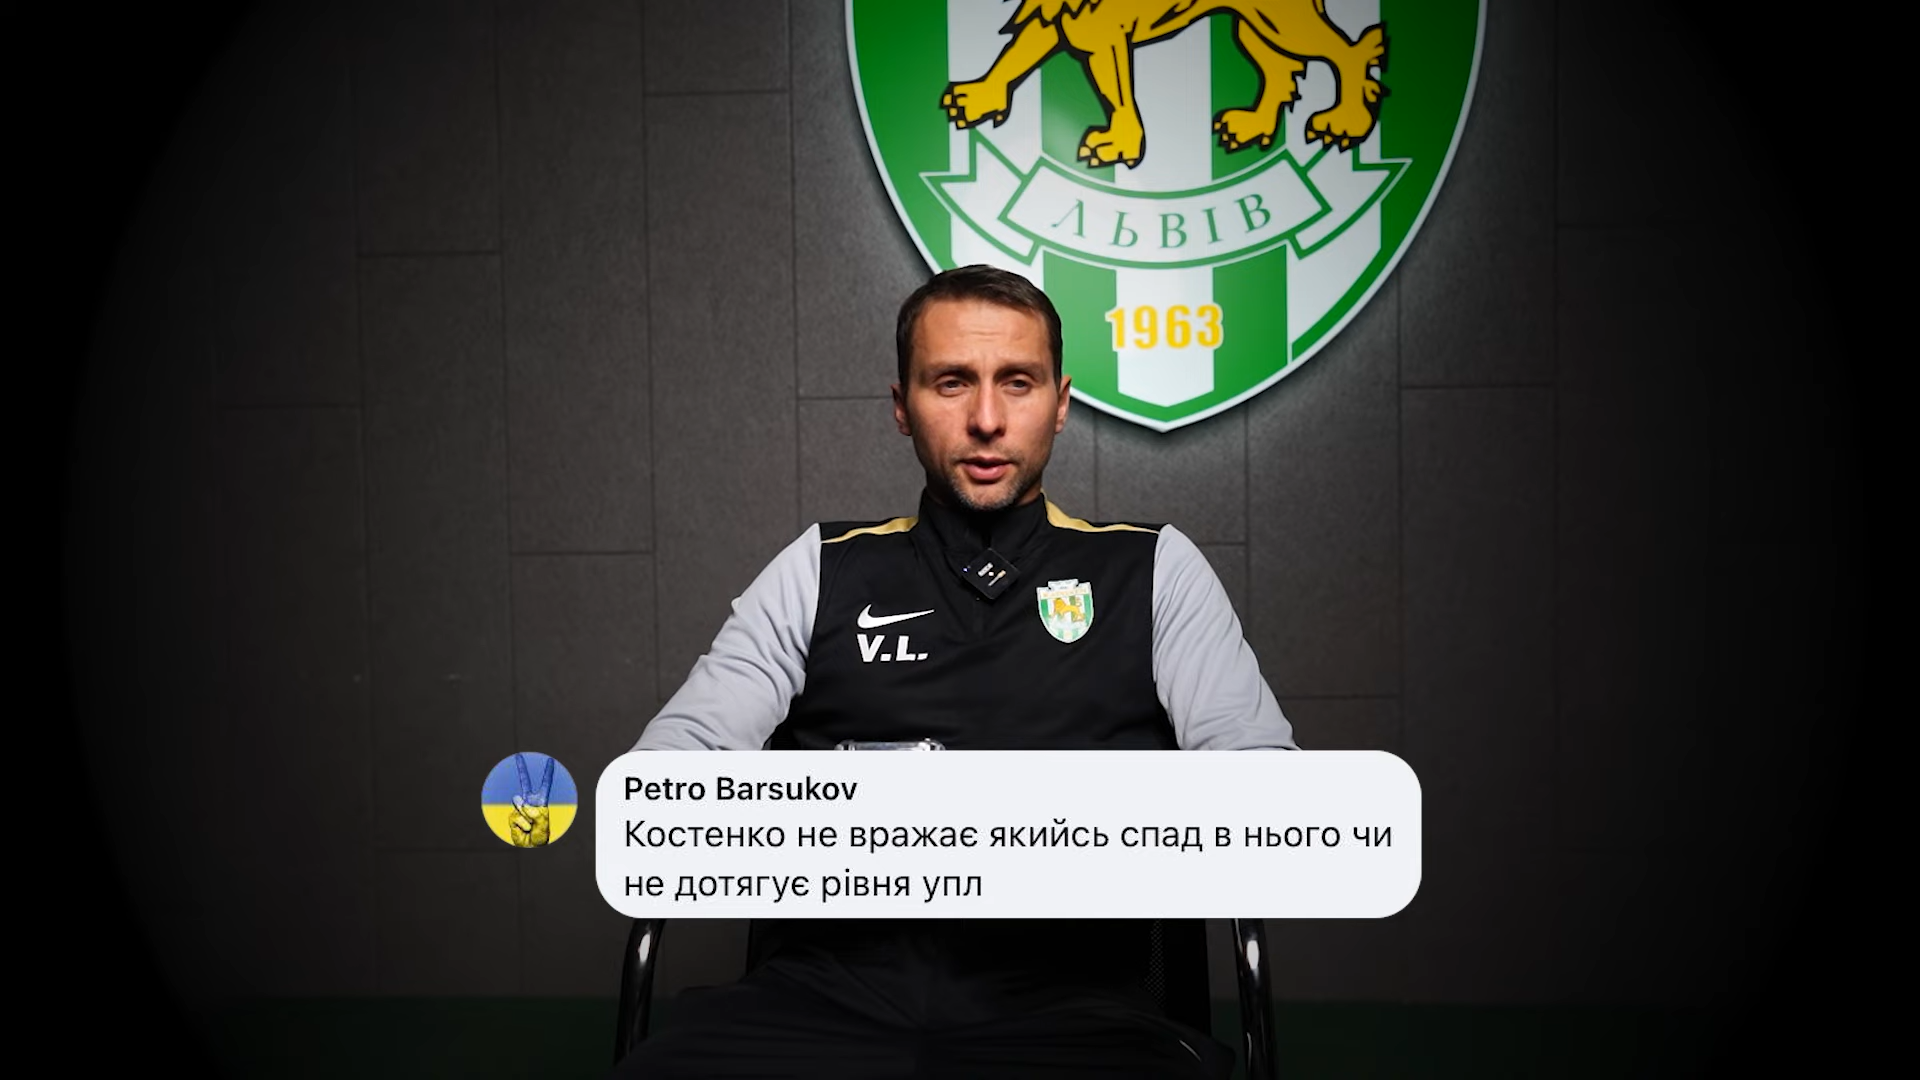 ЛЬВІВ
1963
V.L.
Petro Barsukov
Костенко не вражає якийсь спад в нього чи
не дотягує рівня упл